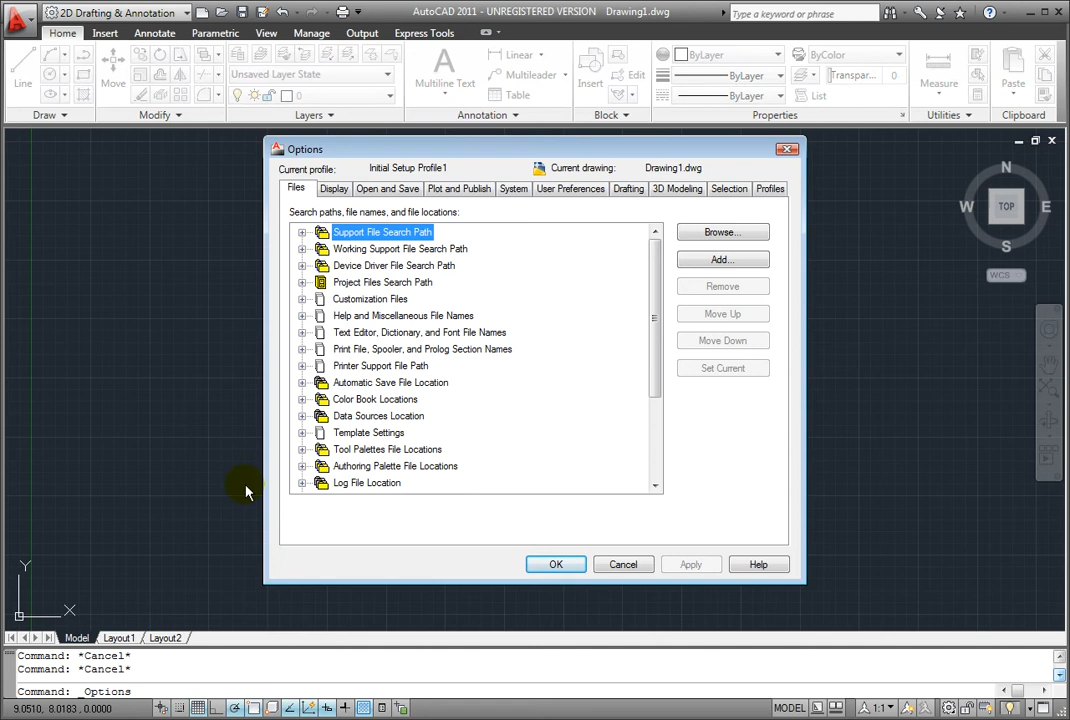 2D Drafting & Annotation
AutoCAD 2011 - UNREGISTERED VERSION Drawing1.dwg
Type a keyword or phrase
Home Insert Annotate Parametric View Manage Output Express Tools
Line
Move
Unsaved Layer State
0
Multiline Text
Linear
Multileader
Table
Insert
Edit
ByLayer
ByLayer
ByLayer
ByColor
Transpar... 0
List
Measure
Paste
Draw Modify Layers Annotation Block Properties Utilities Clipboard
Options
Current profile: Initial Setup Profile1 Current drawing: Drawing1.dwg
Files Display Open and Save Plot and Publish System User Preferences Drafting 3D Modeling Selection Profiles
Search paths, file names, and file locations:
Support File Search Path
Working Support File Search Path
Device Driver File Search Path
Project Files Search Path
Customization Files
Help and Miscellaneous File Names
Text Editor, Dictionary, and Font File Names
Print File, Spooler, and Prolog Section Names
Printer Support File Path
Automatic Save File Location
Color Book Locations
Data Sources Location
Template Settings
Tool Palettes File Locations
Authoring Palette File Locations
Log File Location
Browse...
Add...
Remove
Move Up
Move Down
Set Current
OK Cancel Apply Help
N
W TOP E
S
WCS
Y
X
Model Layout1 Layout2
Command: *Cancel*
Command: *Cancel*
Command: _Options
9.0510, 8.0183, 0.0000
MODEL
1:1